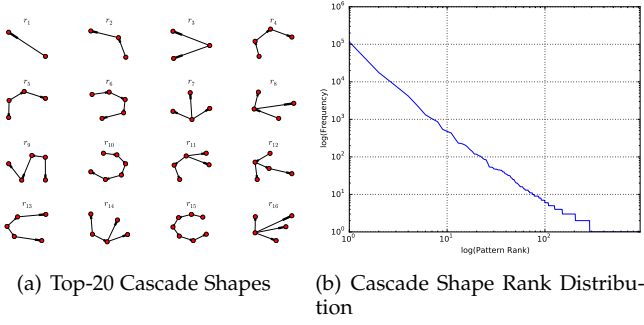 r1 r2 r3 r4
r5 r6 r7 r8
r9 r10 r11 r12
r13 r14 r15 r16
(a) Top-20 Cascade Shapes
10^6
10^5
10^4
10^3
10^2
10^1
10^0
log(Frequency)
10^0 10^1 10^2
log(Pattern Rank)
(b) Cascade Shape Rank Distribu-
tion